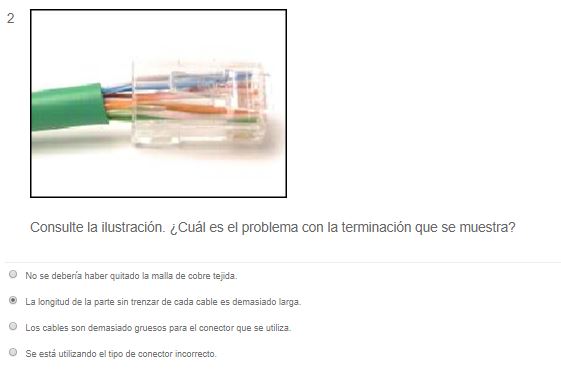 2
Consulte la ilustración. ¿Cuál es el problema con la terminación que se muestra?
No se debería haber quitado la malla de cobre tejida.
La longitud de la parte sin trenzar de cada cable es demasiado larga.
Los cables son demasiado gruesos para el conector que se utiliza.
Se está utilizando el tipo de conector incorrecto.